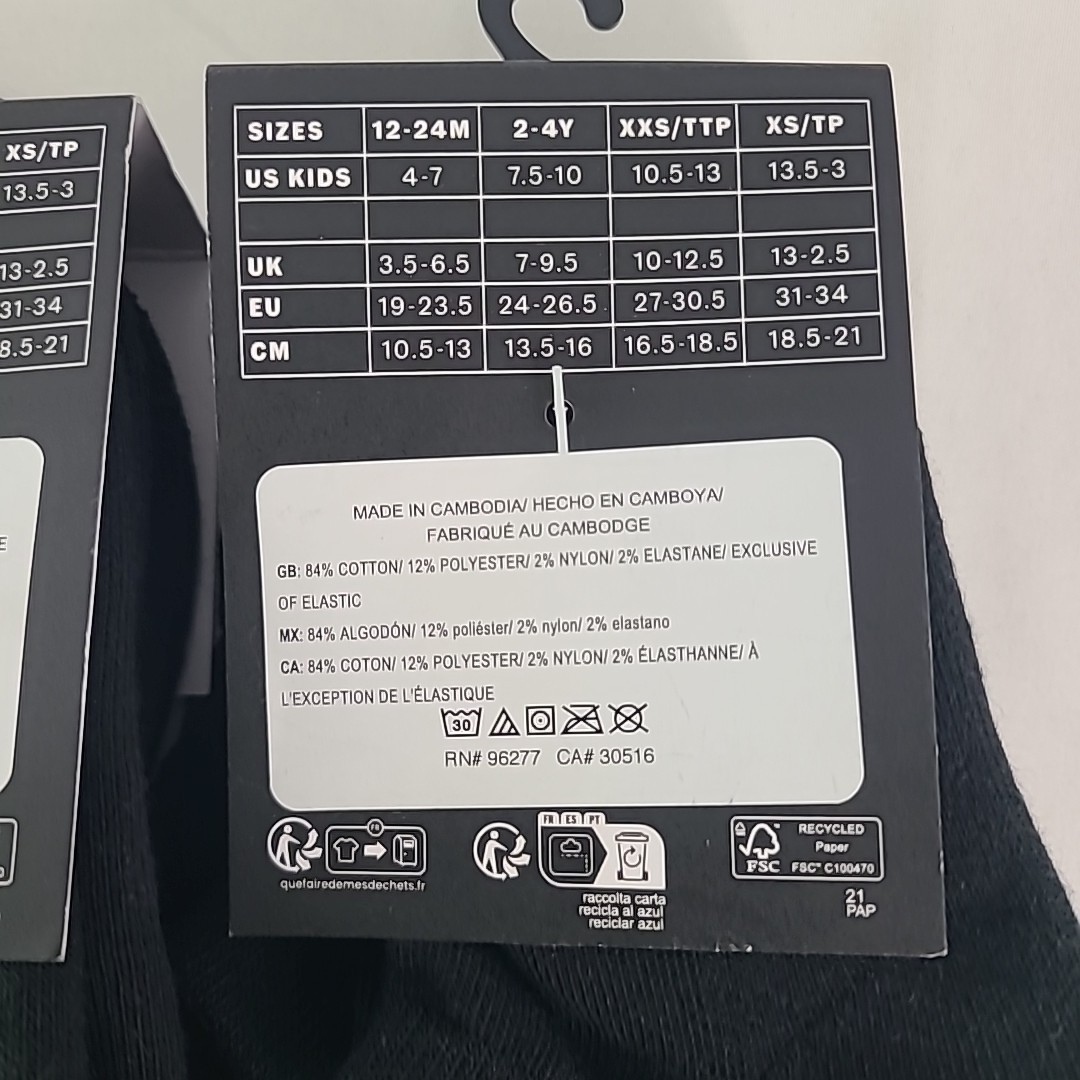 XS/TP
13.5-3
13-2.5
31-34
8.5-21
SIZES 12-24M 2-4Y XXS/TTP XS/TP
US KIDS 4-7 7.5-10 10.5-13 13.5-3
UK 3.5-6.5 7-9.5 10-12.5 13-2.5
EU 19-23.5 24-26.5 27-30.5 31-34
CM 10.5-13 13.5-16 16.5-18.5 18.5-21
MADE IN CAMBODIA/ HECHO EN CAMBOYA/
FABRIQUÉ AU CAMBODGE
GB: 84% COTTON/ 12% POLYESTER/ 2% NYLON/ 2% ELASTANE/ EXCLUSIVE
OF ELASTIC
MX: 84% ALGODÓN/ 12% poliéster/ 2% nylon/ 2% elastano
CA: 84% COTON/ 12% POLYESTER/ 2% NYLON/ 2% ÉLASTHANNE/ À
L'EXCEPTION DE L'ÉLASTIQUE
30
RN# 96277 CA# 30516
FR
quefairedemesdechets.fr
FR ES PT
raccolta carta
recicla al azul
reciclar azul
FSC
RECYCLED
Paper
FSC™ C100470
21
PAP